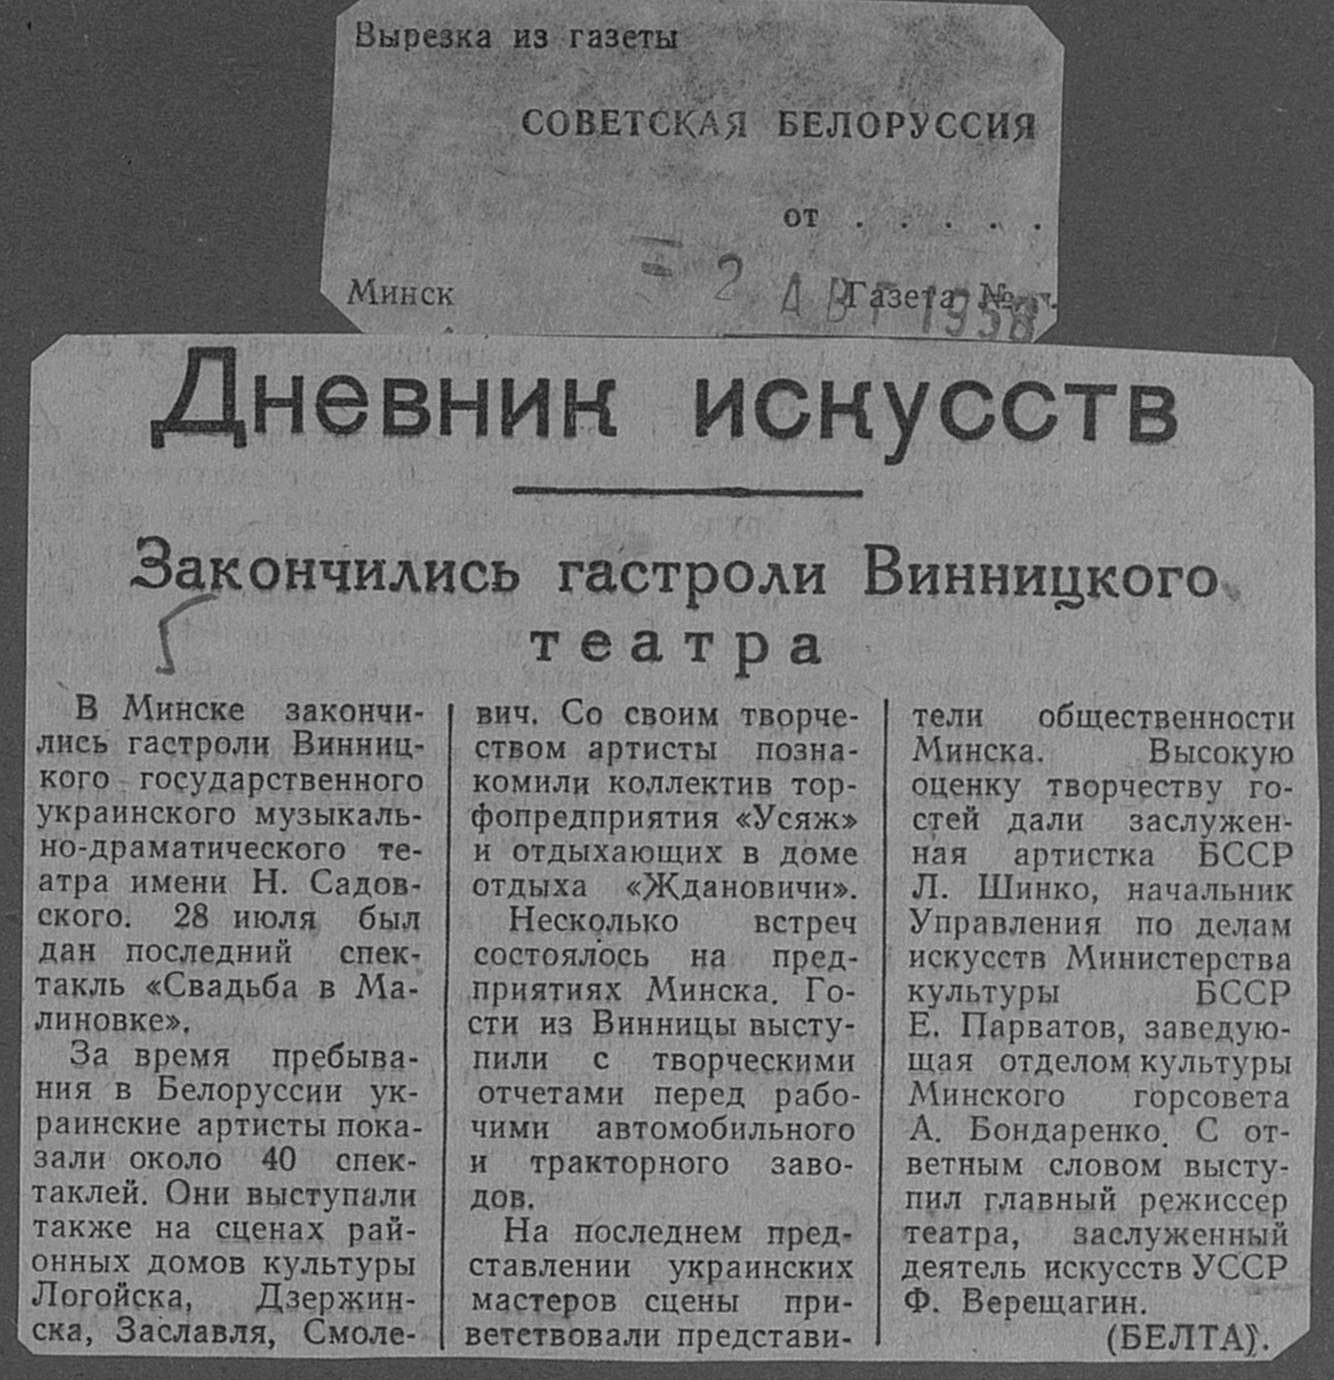 Вырезка из газеты
СОВЕТСКАЯ БЕЛОРУССИЯ
от . . . . .
Минск
Газета №
- 2 АВГ 1958
Дневник искусств
Закончились гастроли Винницкого
театра
В Минске закончи-
лись гастроли Винниц-
кого государственного
украинского музыкаль-
но-драматического те-
атра имени Н. Садов-
ского. 28 июля был
дан последний спек-
такль «Свадьба в Ма-
линовке».
За время пребыва-
ния в Белоруссии ук-
раинские артисты пока-
зали около 40 спек-
таклей. Они выступали
также на сценах рай-
онных домов культуры
Логойска, Дзержин-
ска, Заславля, Смоле-
вич. Со своим творче-
ством артисты позна-
комили коллектив тор-
фопредприятия «Усяж»
и отдыхающих в доме
отдыха «Ждановичи».
Несколько встреч
состоялось на пред-
приятиях Минска. Го-
сти из Винницы высту-
пили с творческими
отчетами перед рабо-
чими автомобильного
и тракторного заво-
дов.
На последнем пред-
ставлении украинских
мастеров сцены при-
ветствовали представи-
тели общественности
Минска. Высокую
оценку творчеству го-
стей дали заслужен-
ная артистка БССР
Л. Шинко, начальник
Управления по делам
искусств Министерства
культуры БССР
Е. Парватов, заведую-
щая отделом культуры
Минского горсовета
А. Бондаренко. С от-
ветным словом высту-
пил главный режиссер
театра, заслуженный
деятель искусств УССР
Ф. Верещагин.
(БЕЛТА).